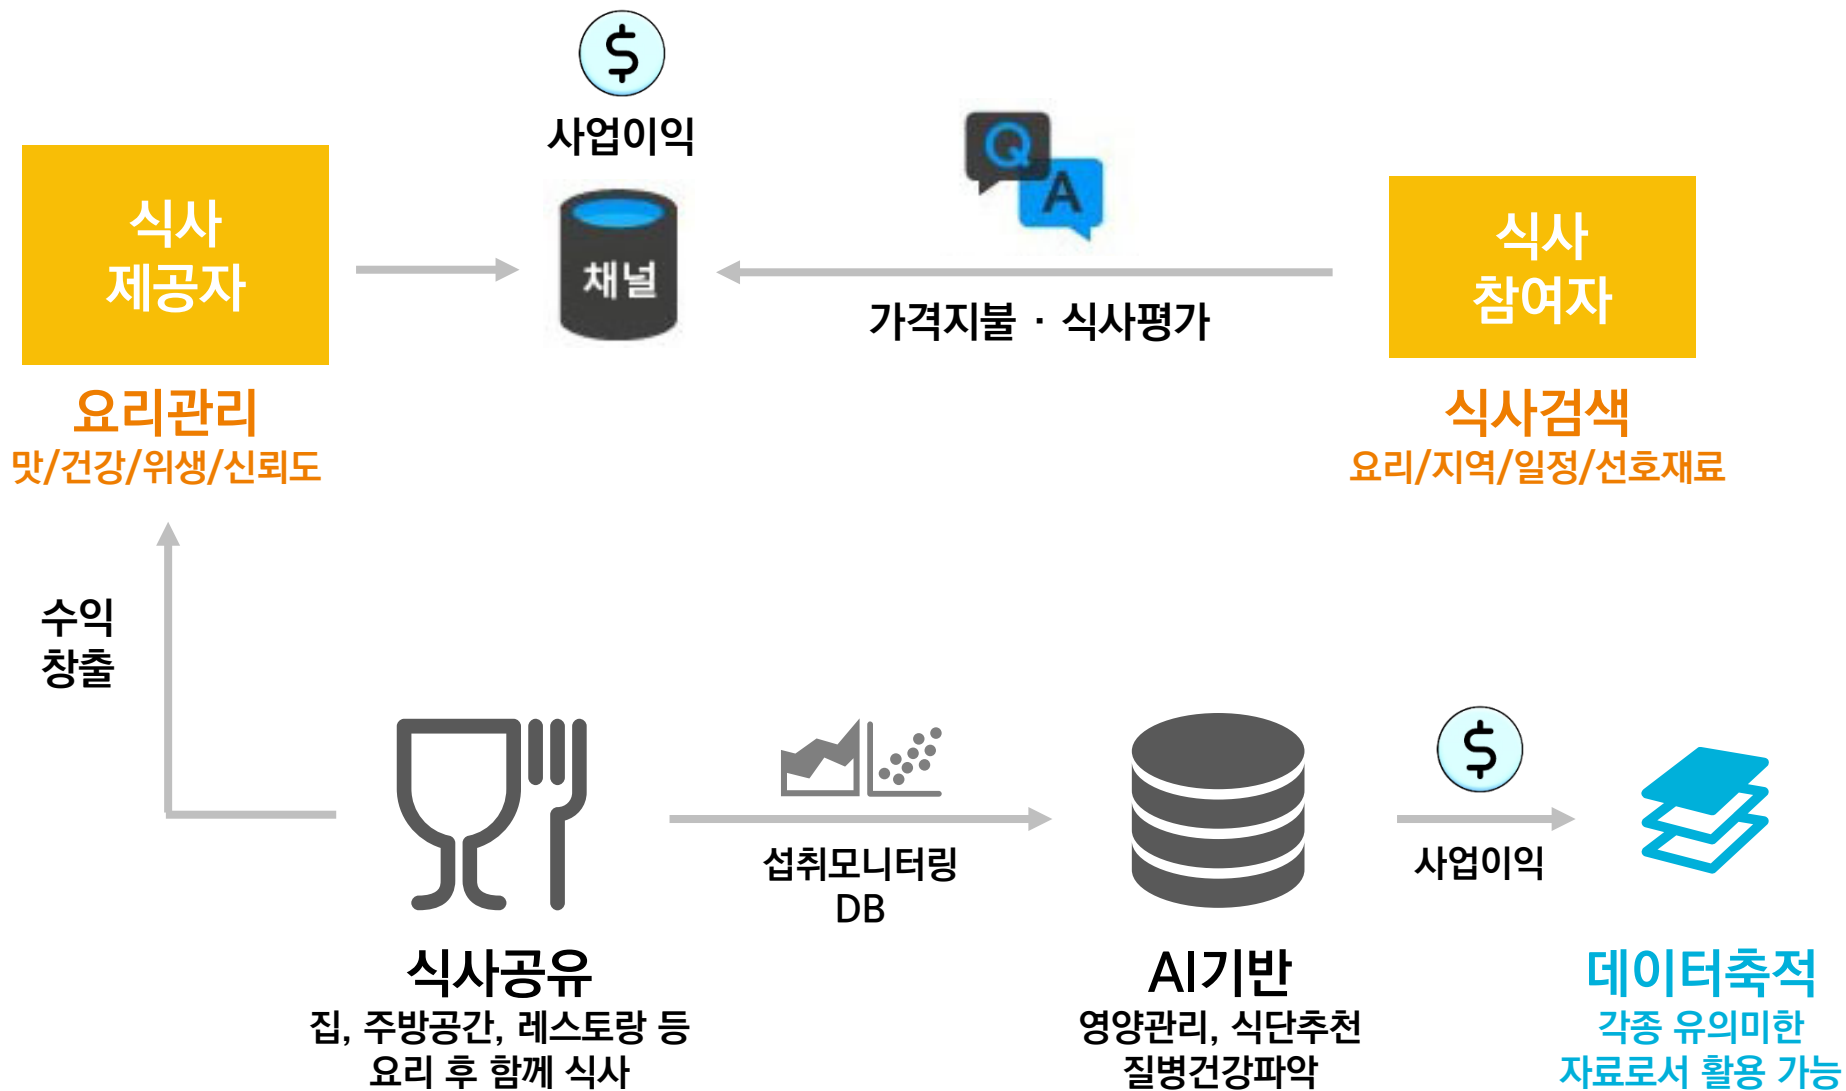 $
사업이익
Q
A
식사
제공자
채널
식사
참여자
가격지불 · 식사평가
요리관리
맛/건강/위생/신뢰도
식사검색
요리/지역/일정/선호재료
수익
창출
$
섭취모니터링
DB
사업이익
식사공유
집, 주방공간, 레스토랑 등
요리 후 함께 식사
AI기반
영양관리, 식단추천
질병건강파악
데이터축적
각종 유의미한
자료로서 활용 가능